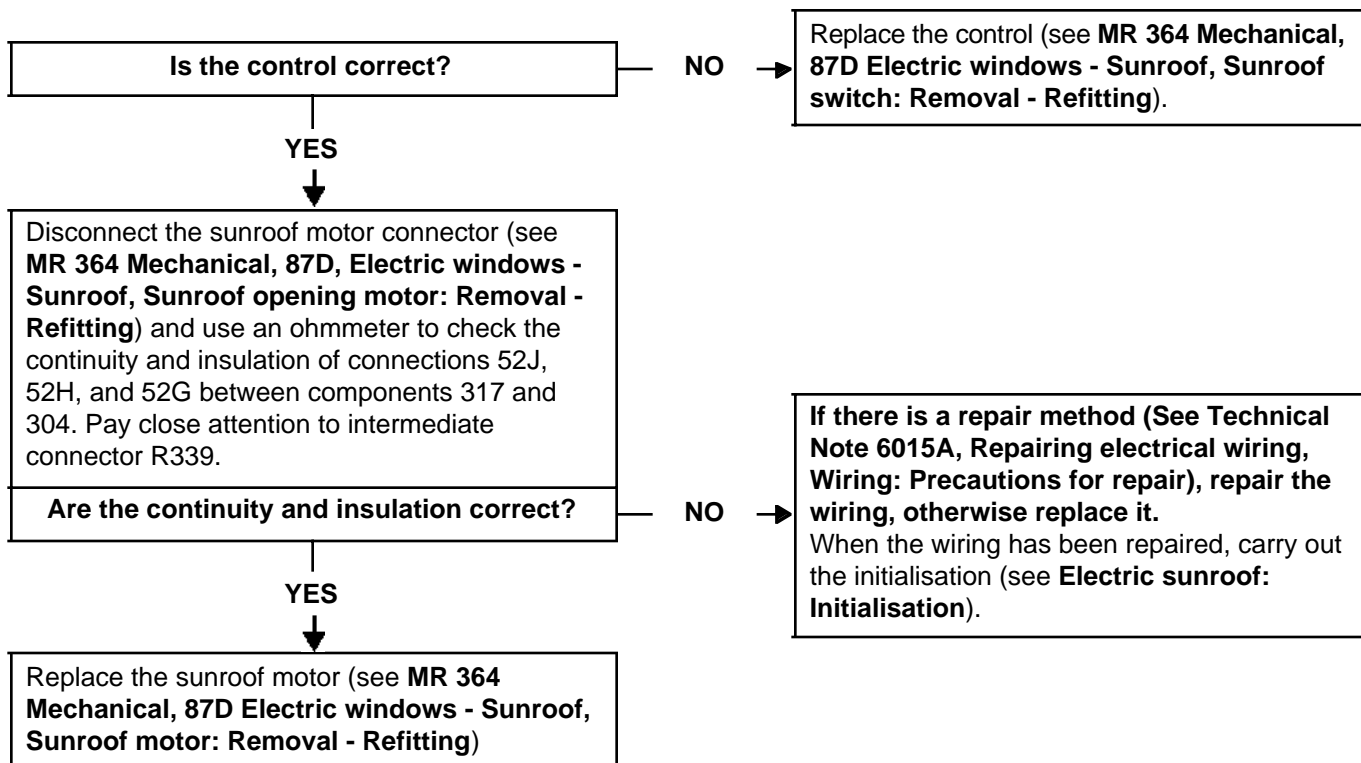 Is the control correct?
NO
Replace the control (see MR 364 Mechanical,
87D Electric windows - Sunroof, Sunroof
switch: Removal - Refitting).
YES
Disconnect the sunroof motor connector (see
MR 364 Mechanical, 87D, Electric windows -
Sunroof, Sunroof opening motor: Removal -
Refitting) and use an ohmmeter to check the
continuity and insulation of connections 52J,
52H, and 52G between components 317 and
304. Pay close attention to intermediate
connector R339.
Are the continuity and insulation correct?
NO
If there is a repair method (See Technical
Note 6015A, Repairing electrical wiring,
Wiring: Precautions for repair), repair the
wiring, otherwise replace it.
When the wiring has been repaired, carry out
the initialisation (see Electric sunroof:
Initialisation).
YES
Replace the sunroof motor (see MR 364
Mechanical, 87D Electric windows - Sunroof,
Sunroof motor: Removal - Refitting)